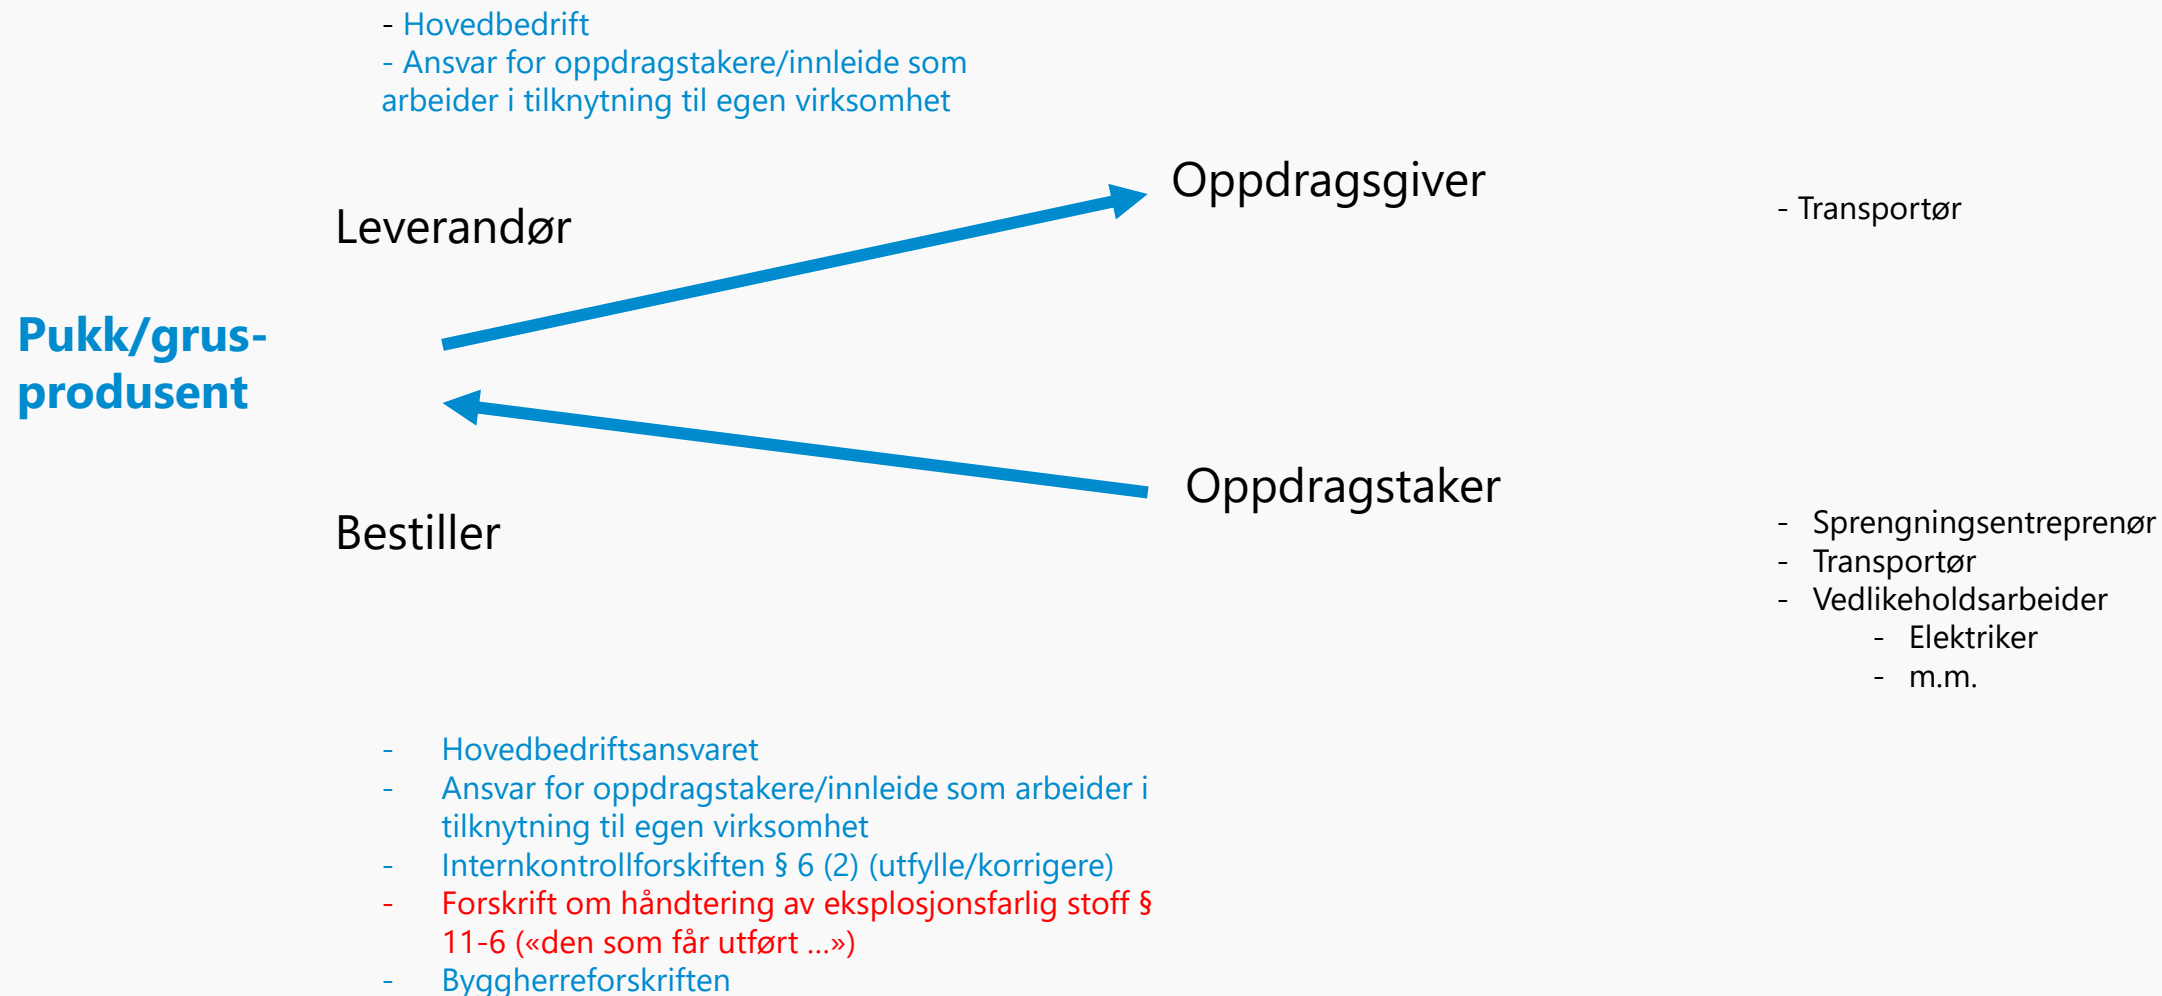 - Hovedbedrift
- Ansvar for oppdragstakere/innleide som
arbeider i tilknytning til egen virksomhet
Oppdragsgiver
Leverandør
- Transportør
Pukk/grus-
produsent
Oppdragstaker
Bestiller
- Sprengningsentreprenør
- Transportør
- Vedlikeholdsarbeider
- Elektriker
- m.m.
- Hovedbedriftsansvaret
- Ansvar for oppdragstakere/innleide som arbeider i
tilknytning til egen virksomhet
- Internkontrollforskiften § 6 (2) (utfylle/korrigere)
- Forskrift om håndtering av eksplosjonsfarlig stoff §
11-6 («den som får utført ...»)
- Byggherreforskriften